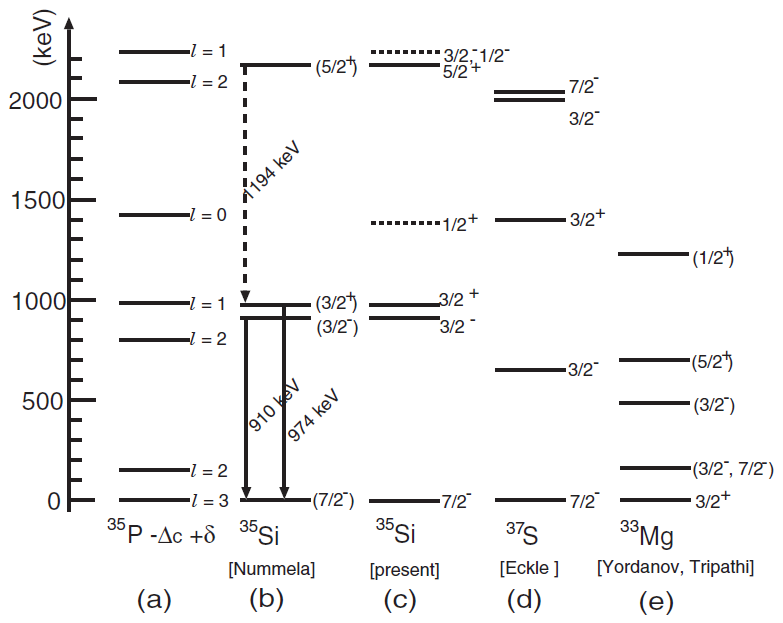 (keV)
2000
1500
1000
500
0
l = 1
l = 2
l = 0
l = 1
l = 2
l = 2
l = 3
(5/2+)
1194 keV
(3/2+)
(3/2-)
910 keV
974 keV
(7/2-)
3/2-, 1/2-
5/2+
1/2+
3/2 +
3/2 -
7/2-
7/2-
3/2-
3/2+
3/2-
7/2-
(1/2+)
(5/2+)
(3/2-)
(3/2-, 7/2-)
3/2+
35P -Δc +δ
35Si
35Si
37S
33Mg
[Nummela]
[present]
[Eckle ]
[Yordanov, Tripathi]
(a)
(b)
(c)
(d)
(e)